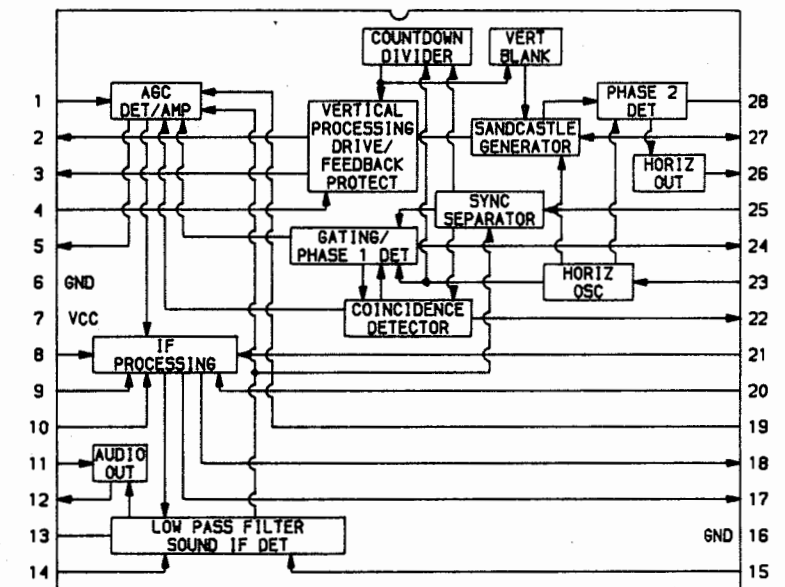 COUNTDOWN
DIVIDER
VERT
BLANK
AGC
DET/AMP
PHASE 2
DET
1
28
VERTICAL
PROCESSING
DRIVE/
FEEDBACK
PROTECT
SANDCASTLE
GENERATOR
2
27
HORIZ
OUT
3
26
SYNC
SEPARATOR
4
25
GATING/
PHASE 1 DET
5
24
HORIZ
OSC
6
GND
23
COINCIDENCE
DETECTOR
7
VCC
22
IF
PROCESSING
8
21
9
20
10
19
AUDIO
OUT
11
18
12
17
LOW PASS FILTER
SOUND IF DET
13
GND
16
14
15